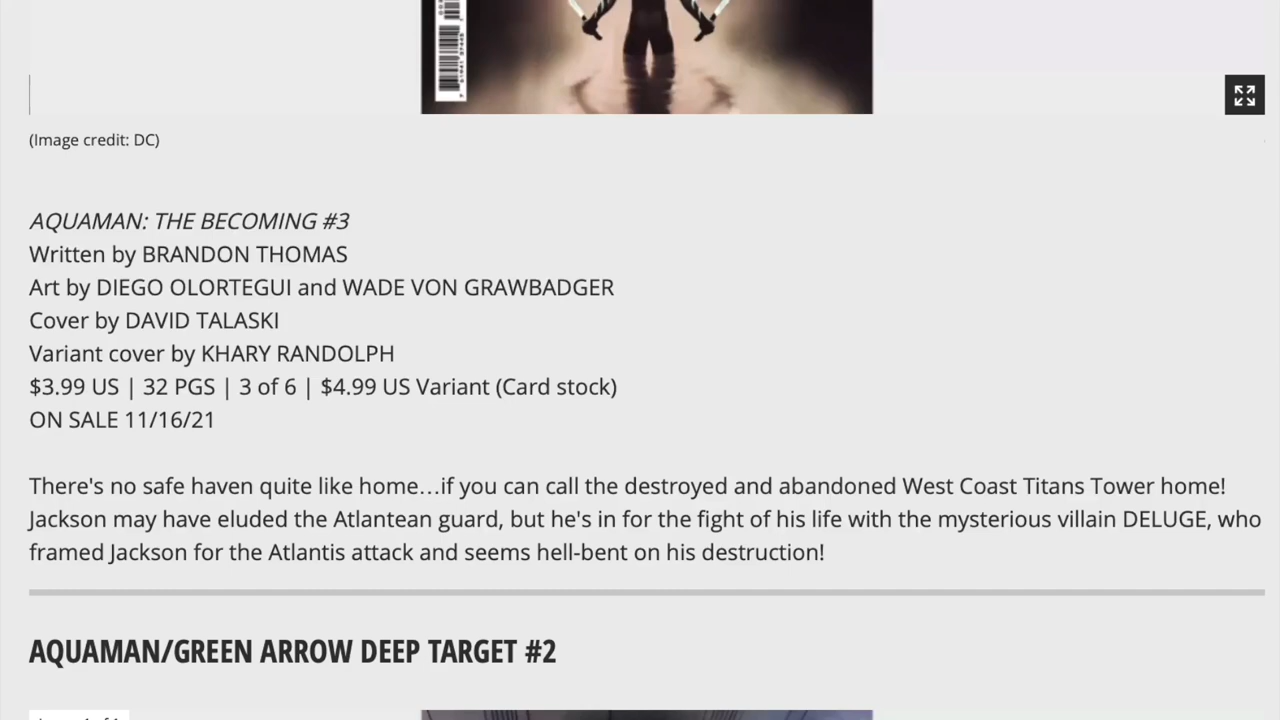 (Image credit: DC)
AQUAMAN: THE BECOMING #3
Written by BRANDON THOMAS
Art by DIEGO OLORTEGUI and WADE VON GRAWBADGER
Cover by DAVID TALASKI
Variant cover by KHARY RANDOLPH
$3.99 US | 32 PGS | 3 of 6 | $4.99 US Variant (Card stock)
ON SALE 11/16/21
There's no safe haven quite like home…if you can call the destroyed and abandoned West Coast Titans Tower home!
Jackson may have eluded the Atlantean guard, but he's in for the fight of his life with the mysterious villain DELUGE, who
framed Jackson for the Atlantis attack and seems hell-bent on his destruction!
AQUAMAN/GREEN ARROW DEEP TARGET #2